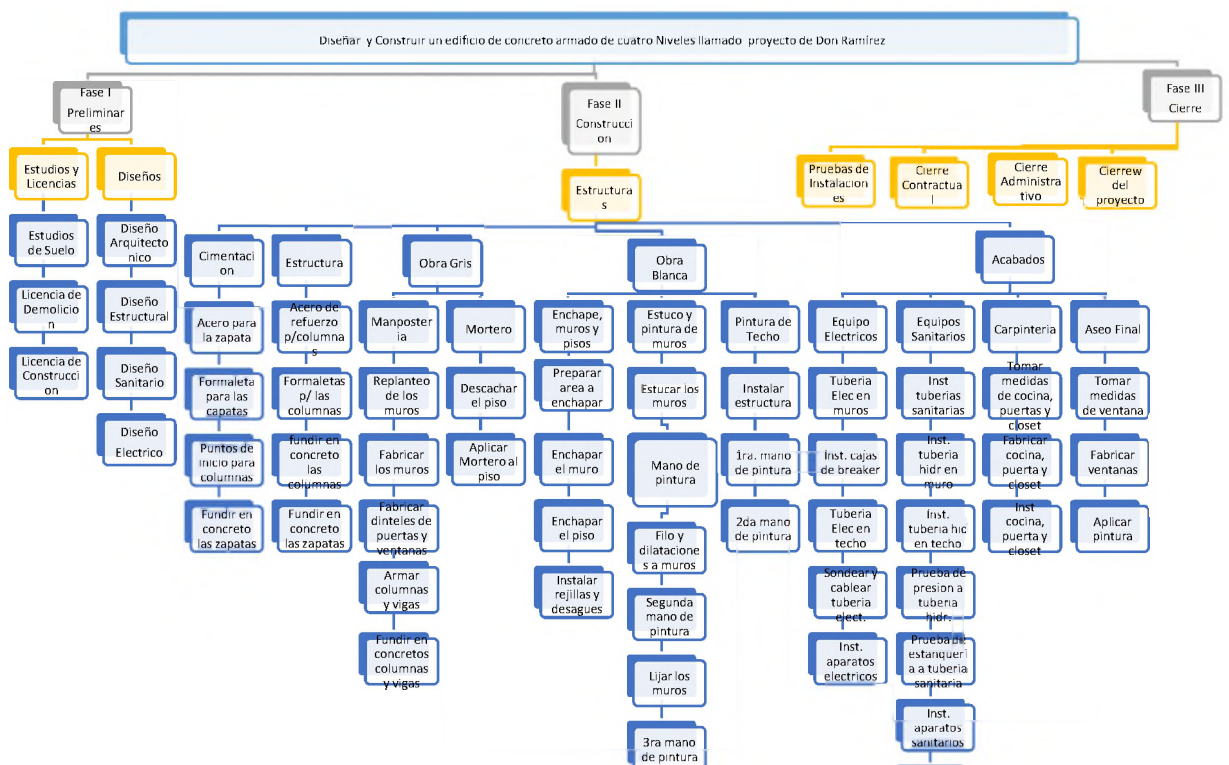 Diseñar y Construir un edificio de concreto armado de cuatro Niveles llamado proyecto de Don Ramírez
Fase I
Preliminar
es
Fase II
Construcci
on
Fase III
Cierre
Estudios y
Licencias
Diseños
Estructura
s
Pruebas de
Instalacion
es
Cierre
Contractua
l
Cierre
Administra
tivo
Cierrew
del
proyecto
Estudios
de Suelo
Licencia de
Demolicio
n
Licencia de
Construcci
on
Diseño
Arquitecto
nico
Diseño
Estructural
Diseño
Sanitario
Diseño
Electrico
Cimentaci
on
Acero para
la zapata
Formaleta
para las
capatas
Puntos de
inicio para
columnas
Fundir en
concreto
las zapatas
Estructura
Acero de
refuerzo
p/column
s
Formaletas
p/ las
columnas
fundir en
concreto
las
columnas
Fundir en
concreto
las zapatas
Obra Gris
Manposter
ia
Replanteo
de los
muros
Fabricar
los muros
Fabricar
dinteles de
puertas y
ventanas
Armar
columnas
y vigas
Fundir en
concretos
columnas
y vigas
Mortero
Descachar
el piso
Aplicar
Mortero al
piso
Obra
Blanca
Enchape,
muros y
pisos
Preparar
area a
enchapar
Enchapar
el muro
Enchapar
el piso
Instalar
rejillas y
desagues
Estuco y
pintura de
muros
Estucar los
muros
Mano de
pintura
Filo y
dilatacione
s a muros
Segunda
mano de
pintura
Lijar los
muros
3ra mano
de pintura
Pintura de
Techo
Instalar
estructura
1ra. mano
de pintura
2da mano
de pintura
Acabados
Equipo
Electricos
Tuberia
Elec en
muros
Inst. cajas
de breaker
Tuberia
Elec en
techo
Sondear y
cablear
tuberia
eject.
Inst.
aparatos
electricos
Equipos
Sanitarios
Inst
tuberias
sanitarias
Inst.
tuberia
hidr en
muro
Inst.
tuberia hid
en techo
Prueba de
presion a
tuberia
hidr.
Prueba de
estanqueri
a a tuberia
sanitaria
Inst.
aparatos
sanitarios
Carpinteria
Tomar
medidas
de cocina,
puertas y
closet
Fabricar
cocina,
puerta y
closet
Inst
cocina,
puerta y
closet
Aseo Final
Tomar
medidas
de ventana
Fabricar
ventanas
Aplicar
pintura